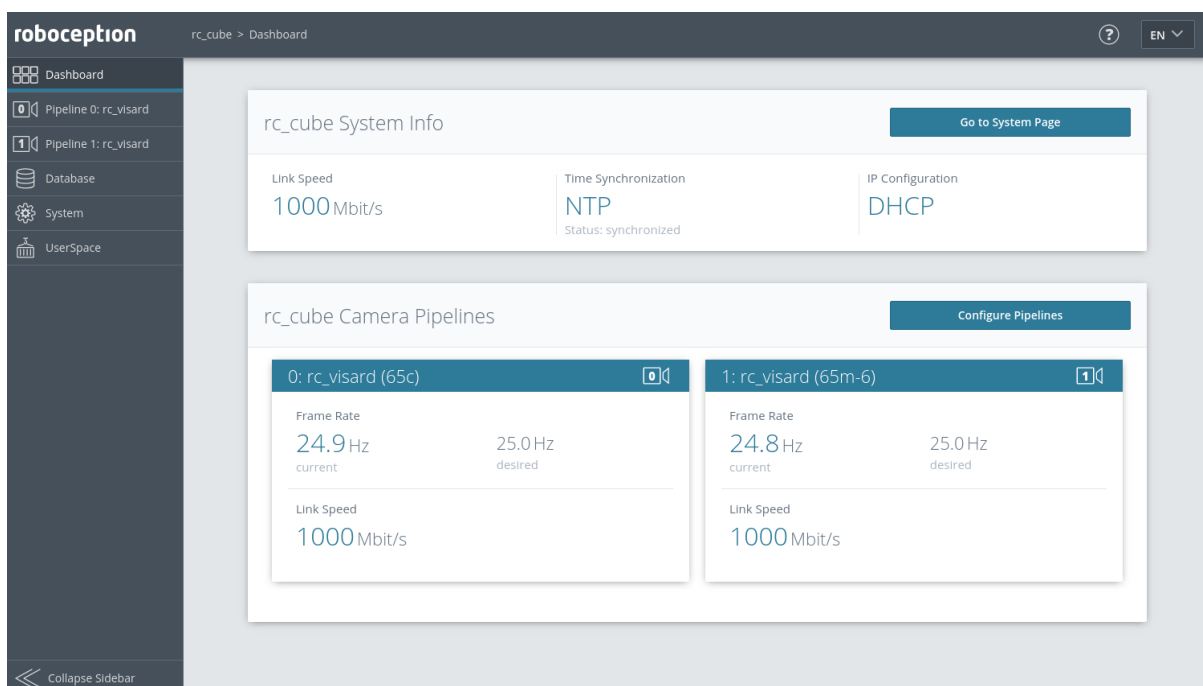 roboception
rc_cube > Dashboard
?
EN
Dashboard
0 Pipeline 0: rc_visard
1 Pipeline 1: rc_visard
Database
System
UserSpace
Collapse Sidebar
rc_cube System Info
Go to System Page
Link Speed
1000 Mbit/s
Time Synchronization
NTP
Status: synchronized
IP Configuration
DHCP
rc_cube Camera Pipelines
Configure Pipelines
0: rc_visard (65c) 0
Frame Rate
24.9 Hz 25.0 Hz
current desired
Link Speed
1000 Mbit/s
1: rc_visard (65m-6) 1
Frame Rate
24.8 Hz 25.0 Hz
current desired
Link Speed
1000 Mbit/s